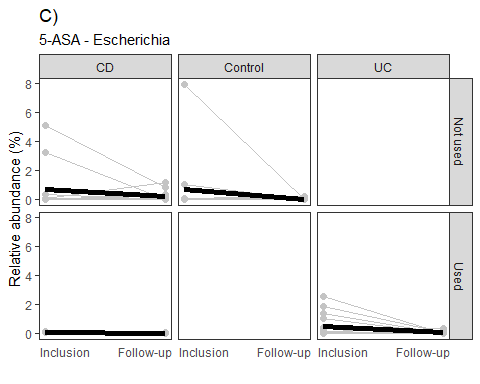 C)
5-ASA - Escherichia
CD Control UC
Relative abundance (%)
8
6
4
2
0
Not used
8
6
4
2
0
Used
Inclusion Follow-up Inclusion Follow-up Inclusion Follow-up